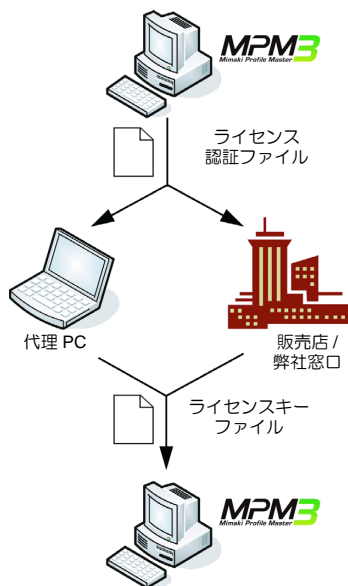 MPM3
Mimaki Profile Master
ライセンス
認証ファイル
代理 PC
販売店 /
弊社窓口
ライセンスキー
ファイル
MPM3
Mimaki Profile Master